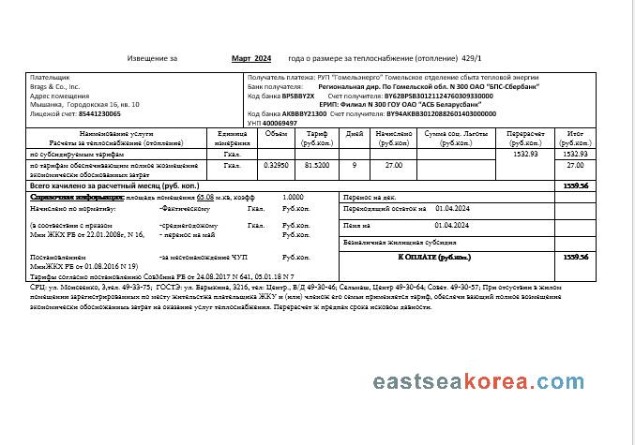 Извещение за Март 2024 года о размере за теплоснабжение (отопление) 429/1
Плательщик
Brags & Co., Inc.
Адрес помещения
Мышанка, Городокская 16, кв. 10
Лицевой счет: 85441230065
Получатель платежа: РУП "Гомельэнерго" Гомельское отделение сбыта тепловой энергии
Банк получателя: Региональная дир. По Гомельской обл. N 300 ОАО "БПС-Сбербанк"
Код банка BPSBBY2X Счет получателя: BY62BPSB30121124760309330000
ЕРИП: Филиал N 300 ГОУ ОАО "АСБ Беларусбанк"
Код банка AKBBBY21300 Счет получателя: BY94AKBB30120882601403000000
УНП 400069497
Наименование услуги Единица Объём Тариф Дней Начислено Сумма соц. Льготы Перерасчет Итог
Расчёты за теплоснабжения (отопление) измерения (руб.коп.) (руб.коп.) (руб.коп.) (руб.коп.) (руб.коп.)
по субсидируемым тарифам Гкал. 1532.93 1532.93
по тарифам обеспечивающим полное возмещение Гкал. 0.32950 81.5200 9 27.00 27.00
экономически обоснованных затрат
Всего начислено за расчетный месяц (руб. коп.) 1559.56
Справочная информация: площадь помещения 65.08 м.кв, коэфф 1.0000 Перенос на дек.
Начислено по нормативу: -Фактическому Гкал. Руб.коп. Переходящий остаток на 01.04.2024
(в соответствии с приказом -среднегодному Гкал. Руб.коп. Пеня на 01.04.2024
Мин ЖКХ РБ от 22.01.2008г, N 16, - перенос на май Руб.коп.
Безналичная жилищная субсидия
Постановлением -за местонахождение ЧУП Руб.коп. К ОПЛАТЕ (руб.коп.) 1559.56
МинЖКХ РБ от 01.08.2016 N 19)
Тарифы согласно постановлению СовМина РБ от 24.08.2017 N 641, 05.01.18 N 7
СРЦ: ул. Моисеенко, 3,тел. 49-33-75; ГОСТЭ: ул. Барыкина, 321б, тел: Центр., В/Д 49-30-46; Сельмаш, Центр 49-30-64; Совет. 49-30-57; При отсутствии в жилом
помещении зарегистрированных по месту жительства плательщика ЖКУ и (или) членов его семьи применяется тариф, обеспечивающий полное возмещение
экономически обоснованных затрат на оказание услуг теплоснабжения. Перерасчет в пределах срока исковой давности.
eastseakorea.com